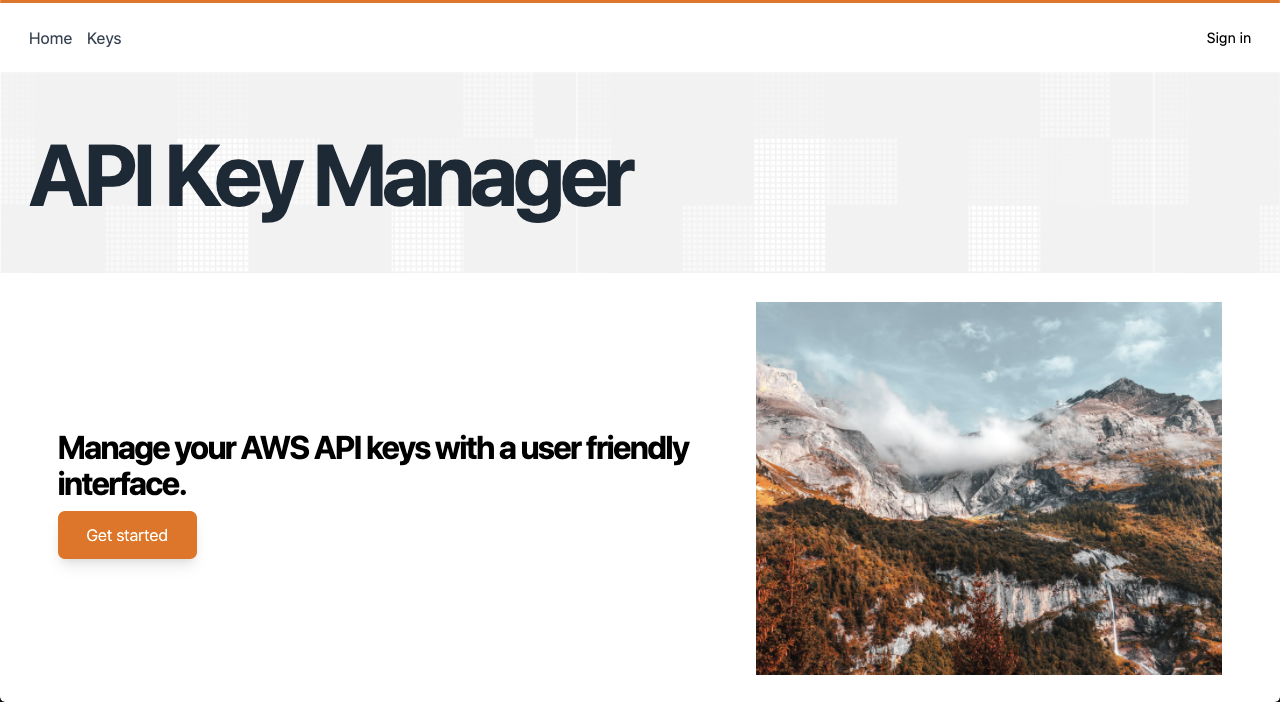 Home Keys Sign in
API Key Manager
Manage your AWS API keys with a user friendly
interface.
Get started